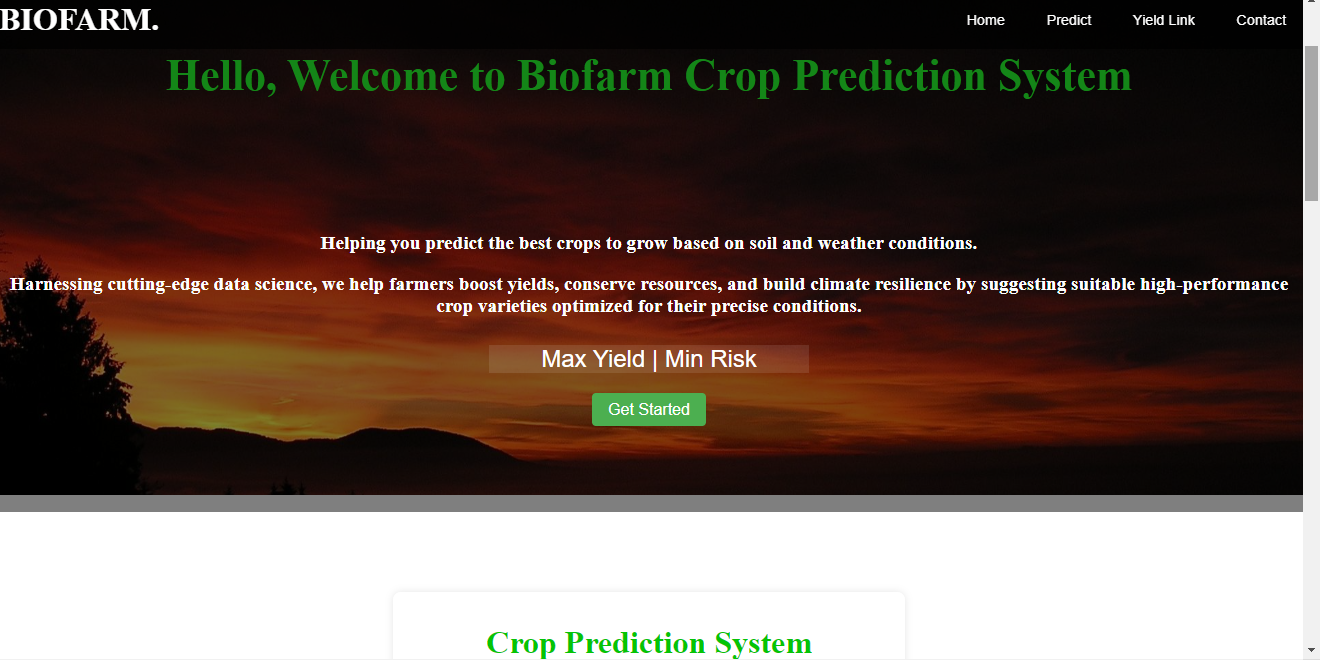 BIOFARM.
Home Predict Yield Link Contact
Hello, Welcome to Biofarm Crop Prediction System
Helping you predict the best crops to grow based on soil and weather conditions.
Harnessing cutting-edge data science, we help farmers boost yields, conserve resources, and build climate resilience by suggesting suitable high-performance
crop varieties optimized for their precise conditions.
Max Yield | Min Risk
Get Started
Crop Prediction System